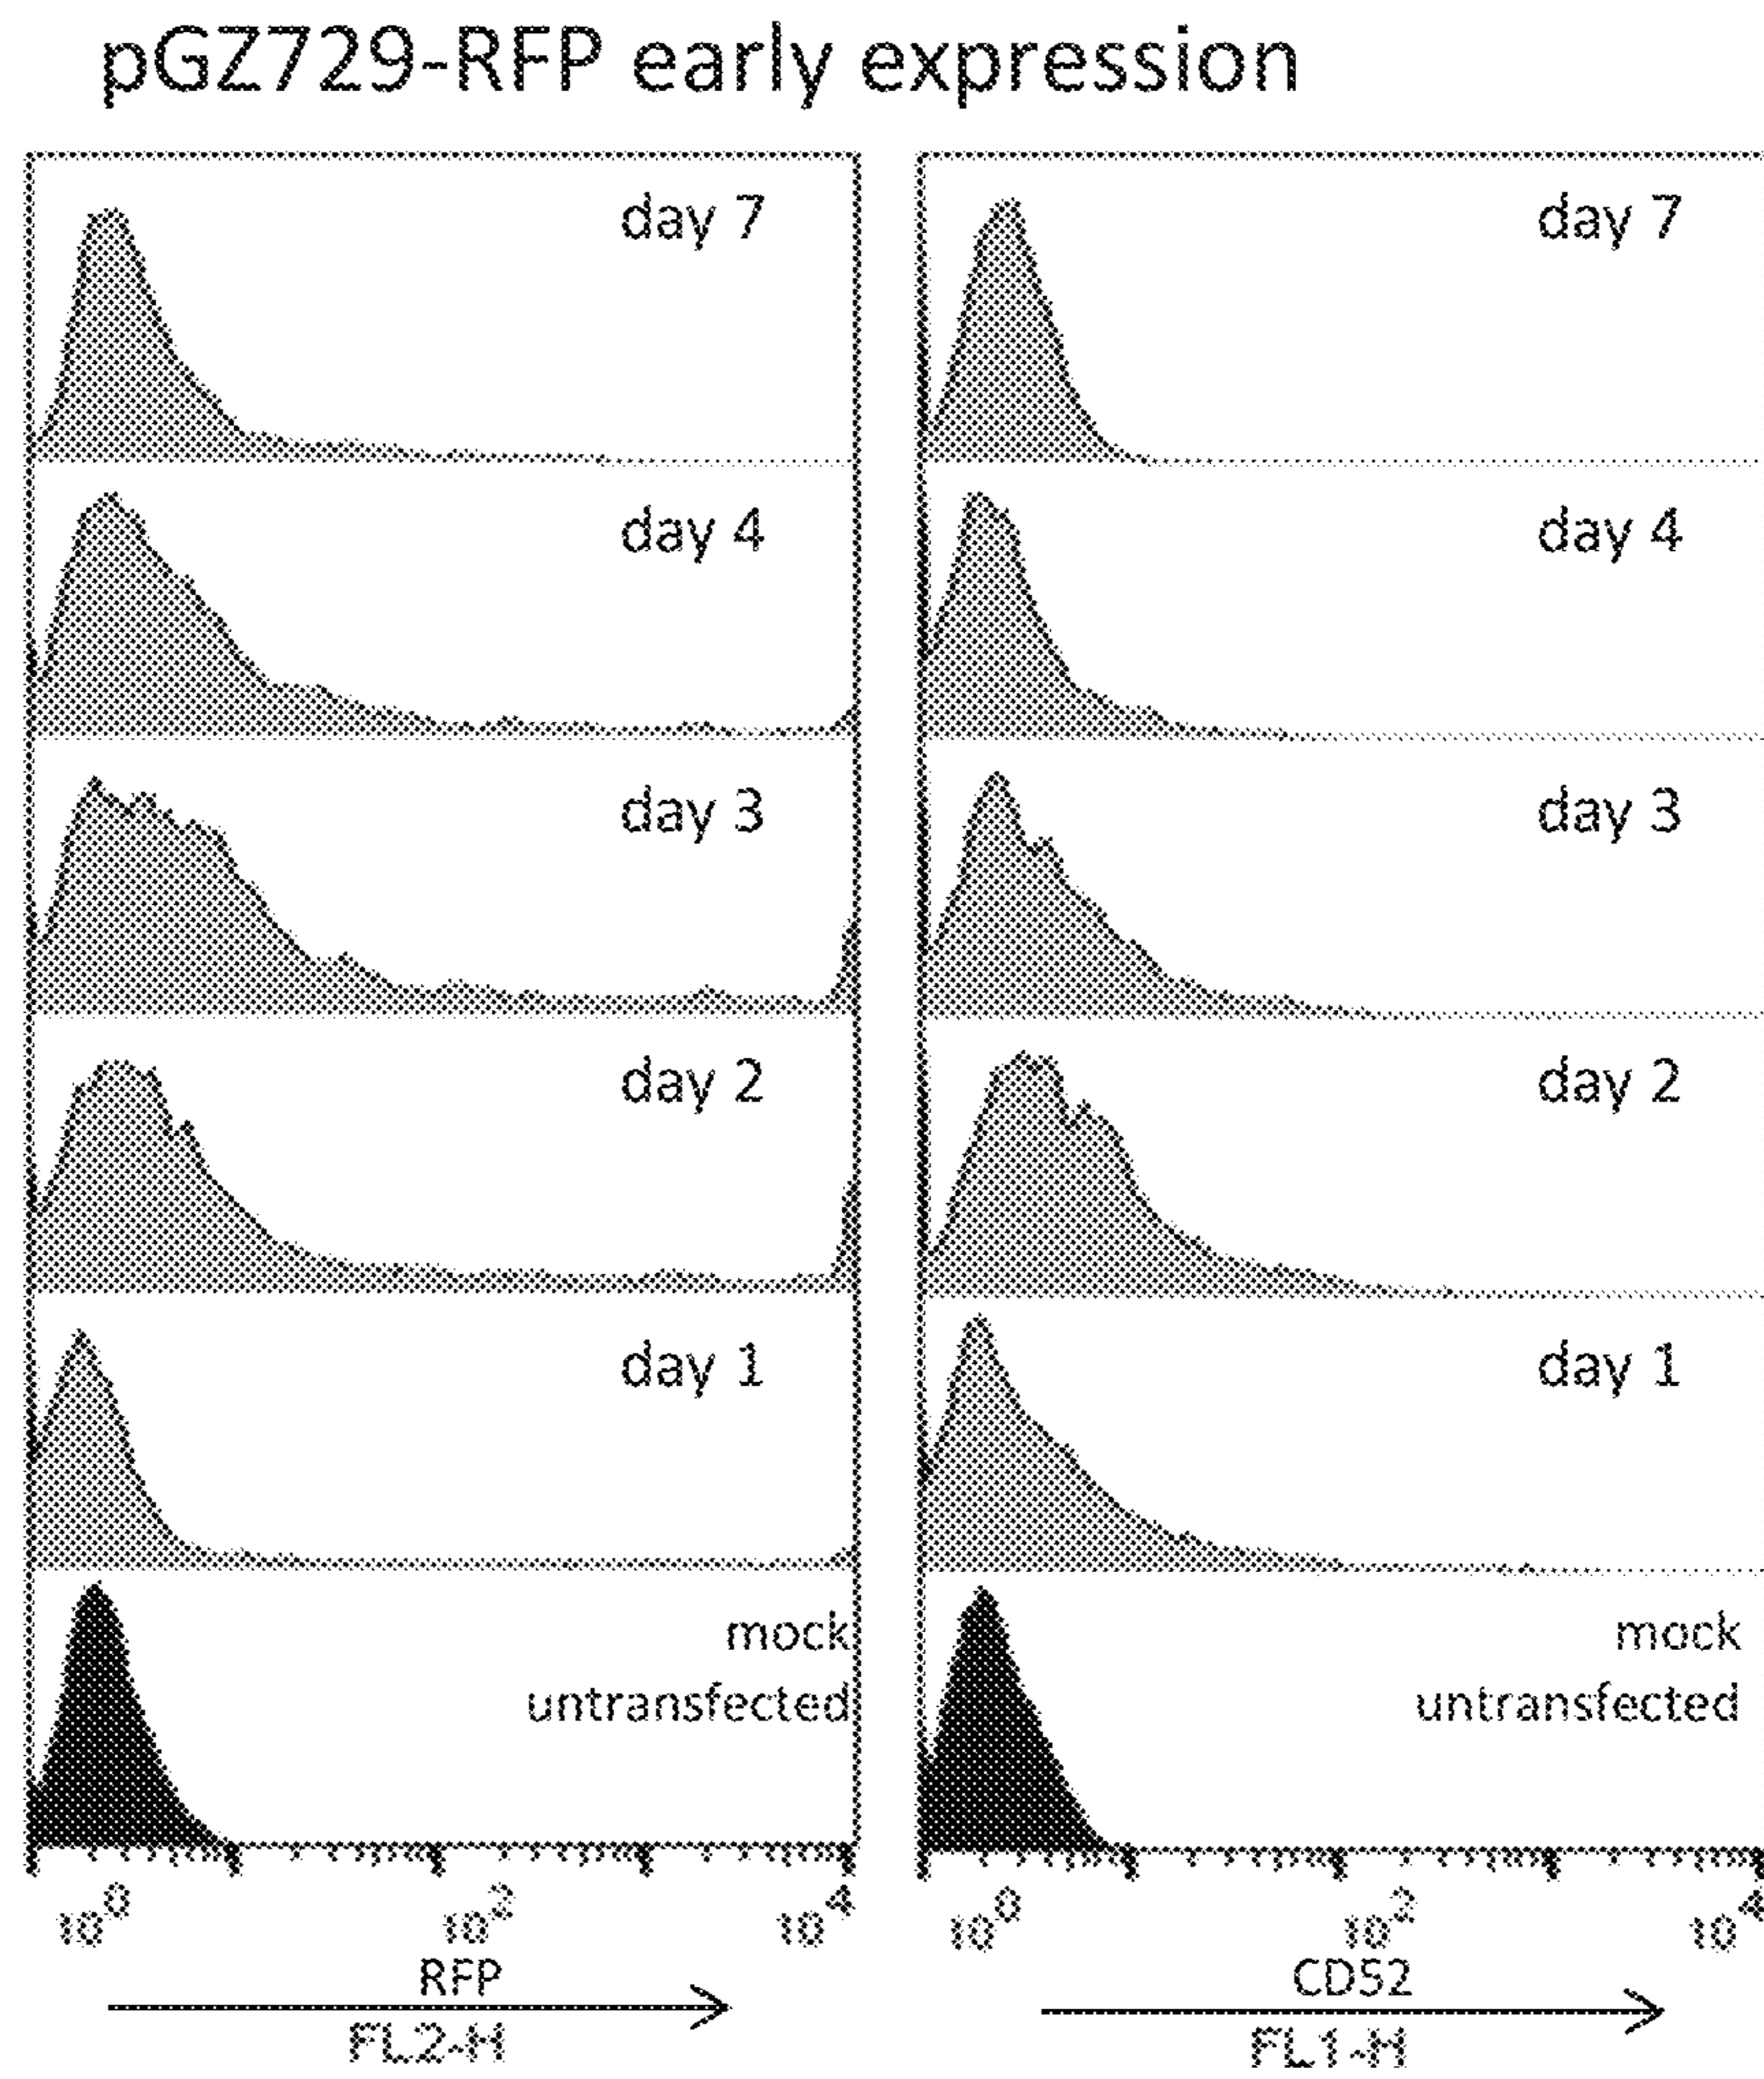 pGZ729-RFP early expression
day 7
day 4
day 3
day 2
day 1
mock
untransfected
10^0 10^2 10^4
RFP
FL2-H
day 7
day 4
day 3
day 2
day 1
mock
untransfected
10^0 10^2 10^4
CD52
FL1-H